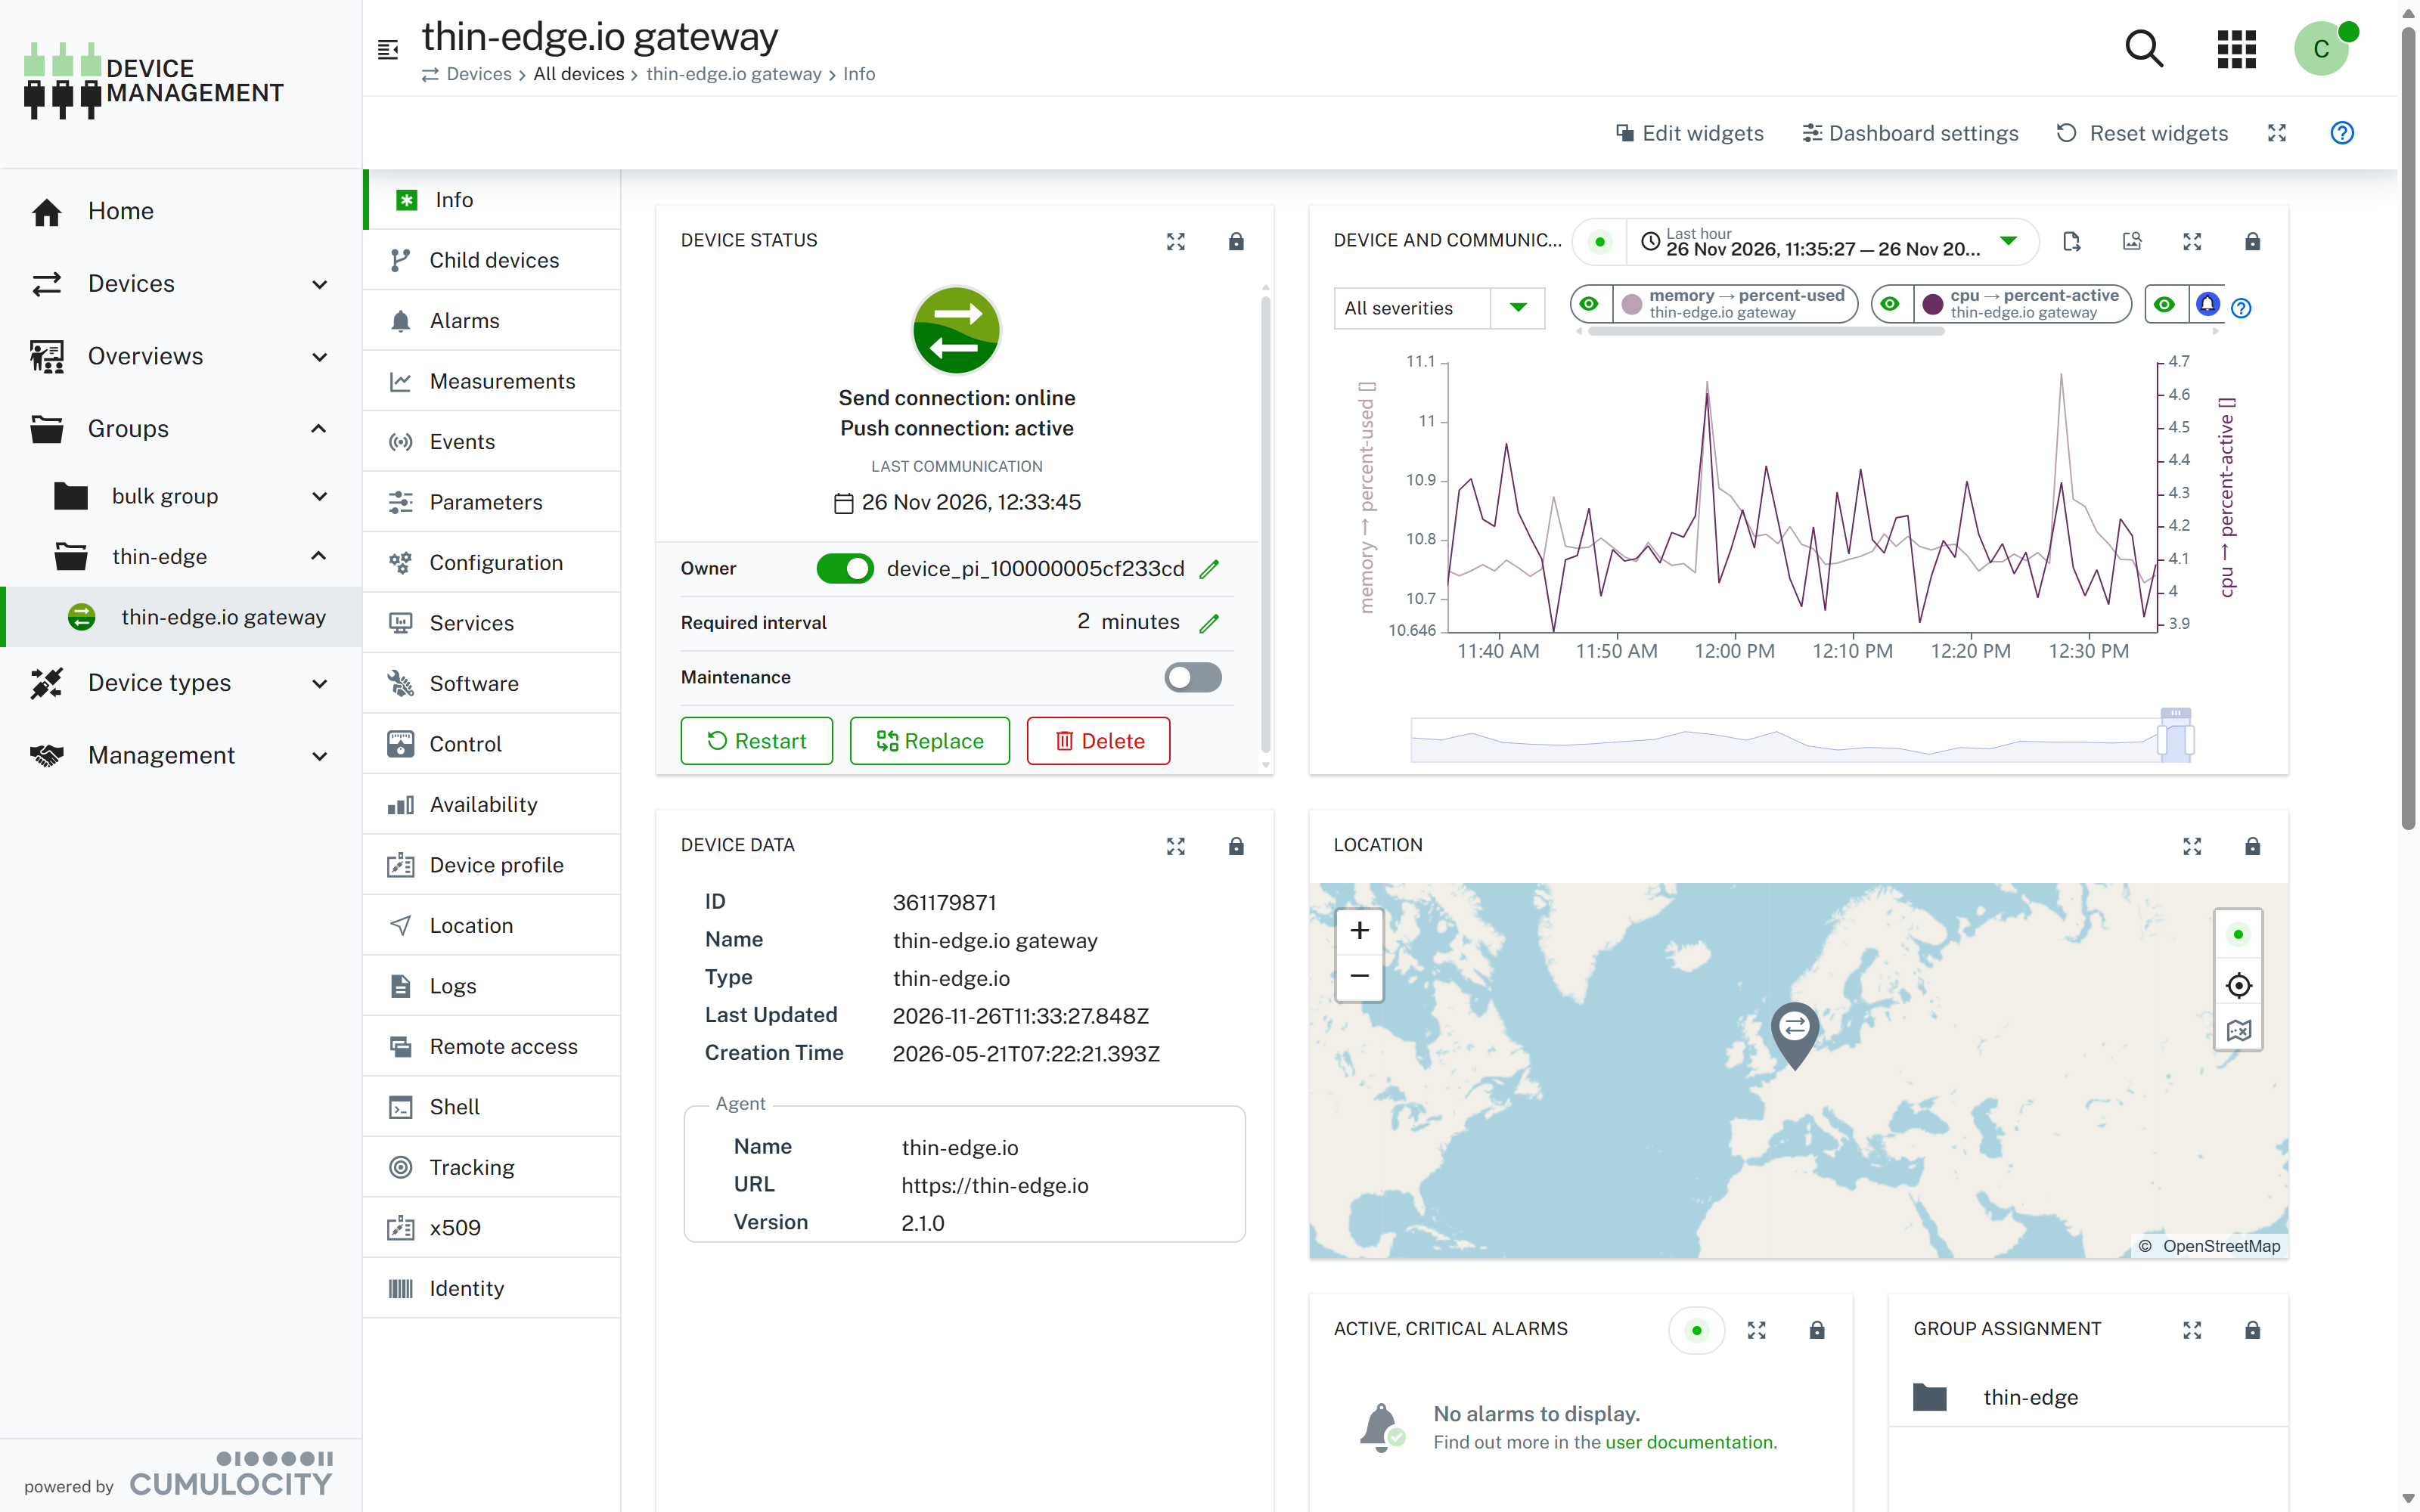 DEVICE
MANAGEMENT
thin-edge.io gateway
Devices › All devices › thin-edge.io gateway › Info
C
Edit widgets
Dashboard settings
Reset widgets
Home
Devices
Overviews
Groups
bulk group
thin-edge
thin-edge.io gateway
Device types
Management
powered by
CUMULOCITY
Info
Child devices
Alarms
Measurements
Events
Parameters
Configuration
Services
Software
Control
Availability
Device profile
Location
Logs
Remote access
Shell
Tracking
x509
Identity
DEVICE STATUS
Send connection: online
Push connection: active
LAST COMMUNICATION
26 Nov 2026, 12:33:45
Owner device_pi_100000005cf233cd
Required interval 2 minutes
Maintenance
Restart Replace Delete
DEVICE AND COMMUNIC...
Last hour
26 Nov 2026, 11:35:27 — 26 Nov 20...
All severities
memory → percent-used
thin-edge.io gateway
cpu → percent-active
thin-edge.io gateway
memory → percent-used []
11.1
11
10.9
10.8
10.7
10.646
4.7
4.6
4.5
4.4
4.3
4.2
4.1
4
3.9
cpu → percent-active []
11:40 AM 11:50 AM 12:00 PM 12:10 PM 12:20 PM 12:30 PM
DEVICE DATA
ID 361179871
Name thin-edge.io gateway
Type thin-edge.io
Last Updated 2026-11-26T11:33:27.848Z
Creation Time 2026-05-21T07:22:21.393Z
Agent
Name thin-edge.io
URL https://thin-edge.io
Version 2.1.0
LOCATION
+
−
© OpenStreetMap
ACTIVE, CRITICAL ALARMS
No alarms to display.
Find out more in the user documentation.
GROUP ASSIGNMENT
thin-edge